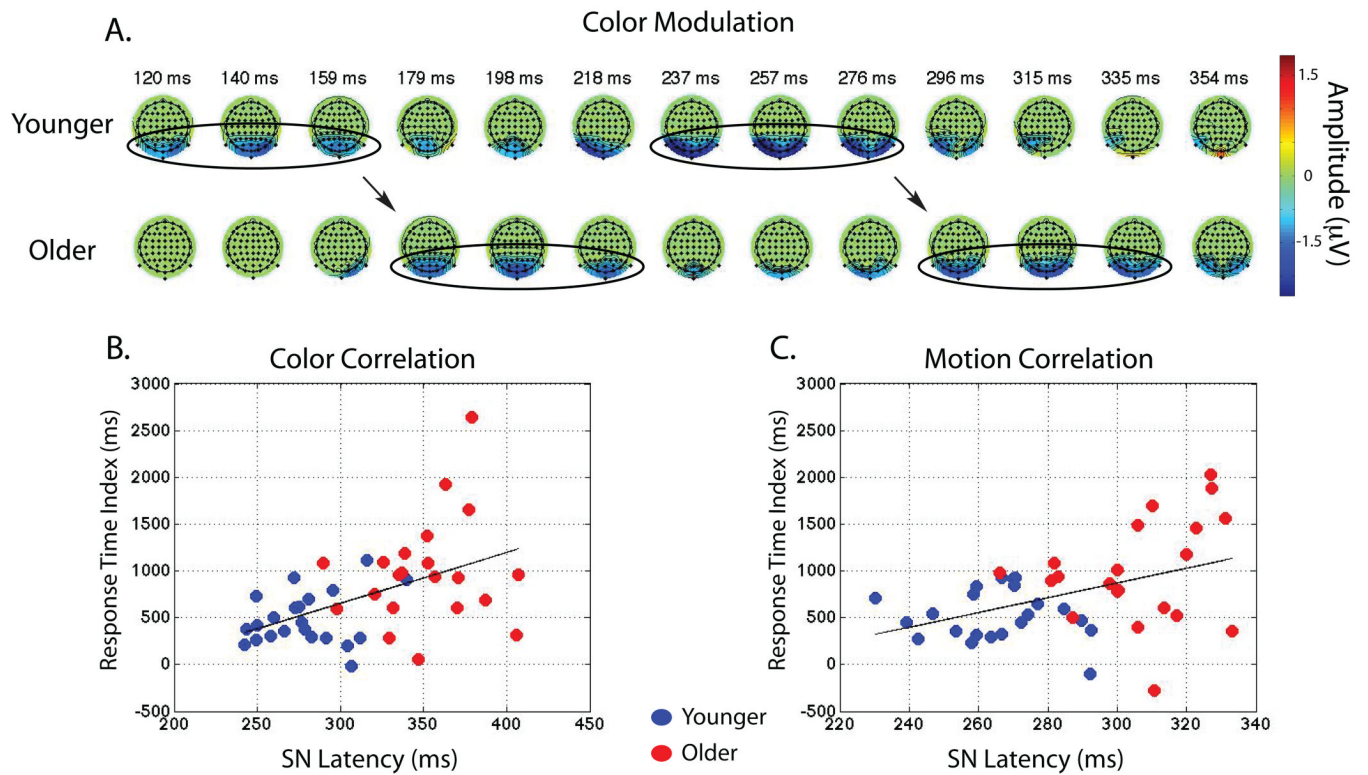 A.
Color Modulation
120 ms 140 ms 159 ms 179 ms 198 ms 218 ms 237 ms 257 ms 276 ms 296 ms 315 ms 335 ms 354 ms
Younger
Older
1.5
0
-1.5
Amplitude (µV)
B.
Color Correlation
3000
2500
2000
1500
1000
500
0
-500
Response Time Index (ms)
200 250 300 350 400 450
SN Latency (ms)
Younger
Older
C.
Motion Correlation
3000
2500
2000
1500
1000
500
0
-500
Response Time Index (ms)
220 240 260 280 300 320 340
SN Latency (ms)